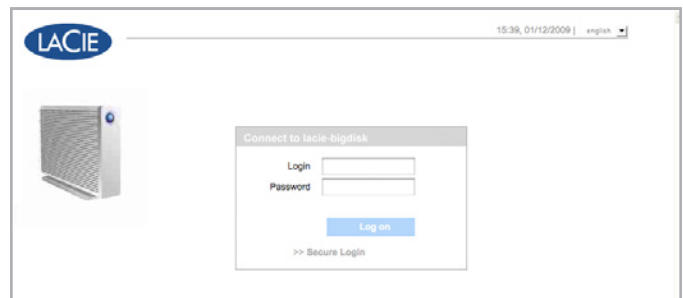 LACIE
15:39, 01/12/2009 | english
Connect to lacie-bigdisk
Login
Password
Log on
>> Secure Login